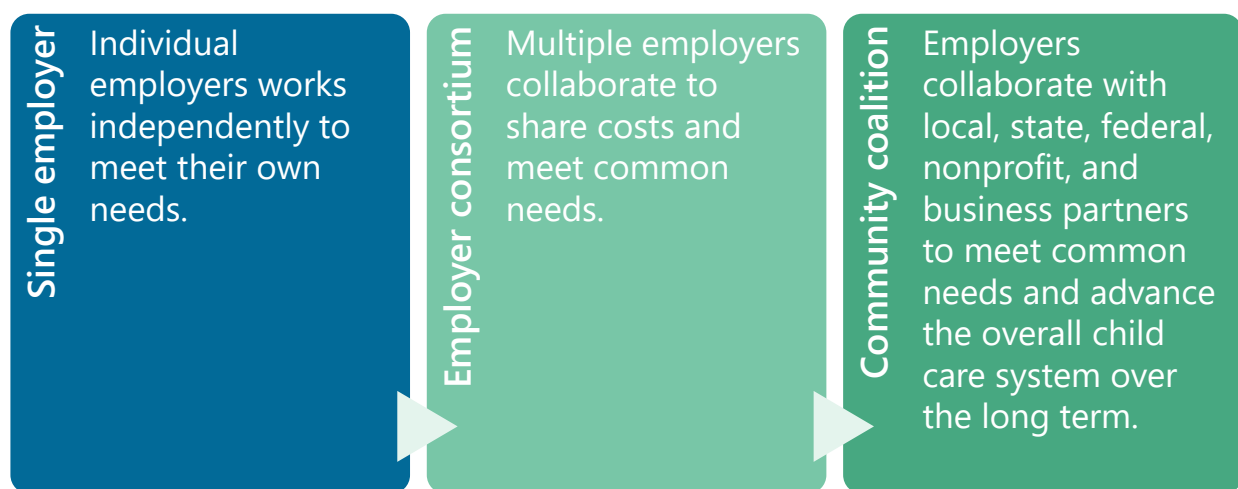 Single employer
Individual
employers works
independently to
meet their own
needs.
Employer consortium
Multiple employers
collaborate to
share costs and
meet common
needs.
Community coalition
Employers
collaborate with
local, state, federal,
nonprofit, and
business partners
to meet common
needs and advance
the overall child
care system over
the long term.